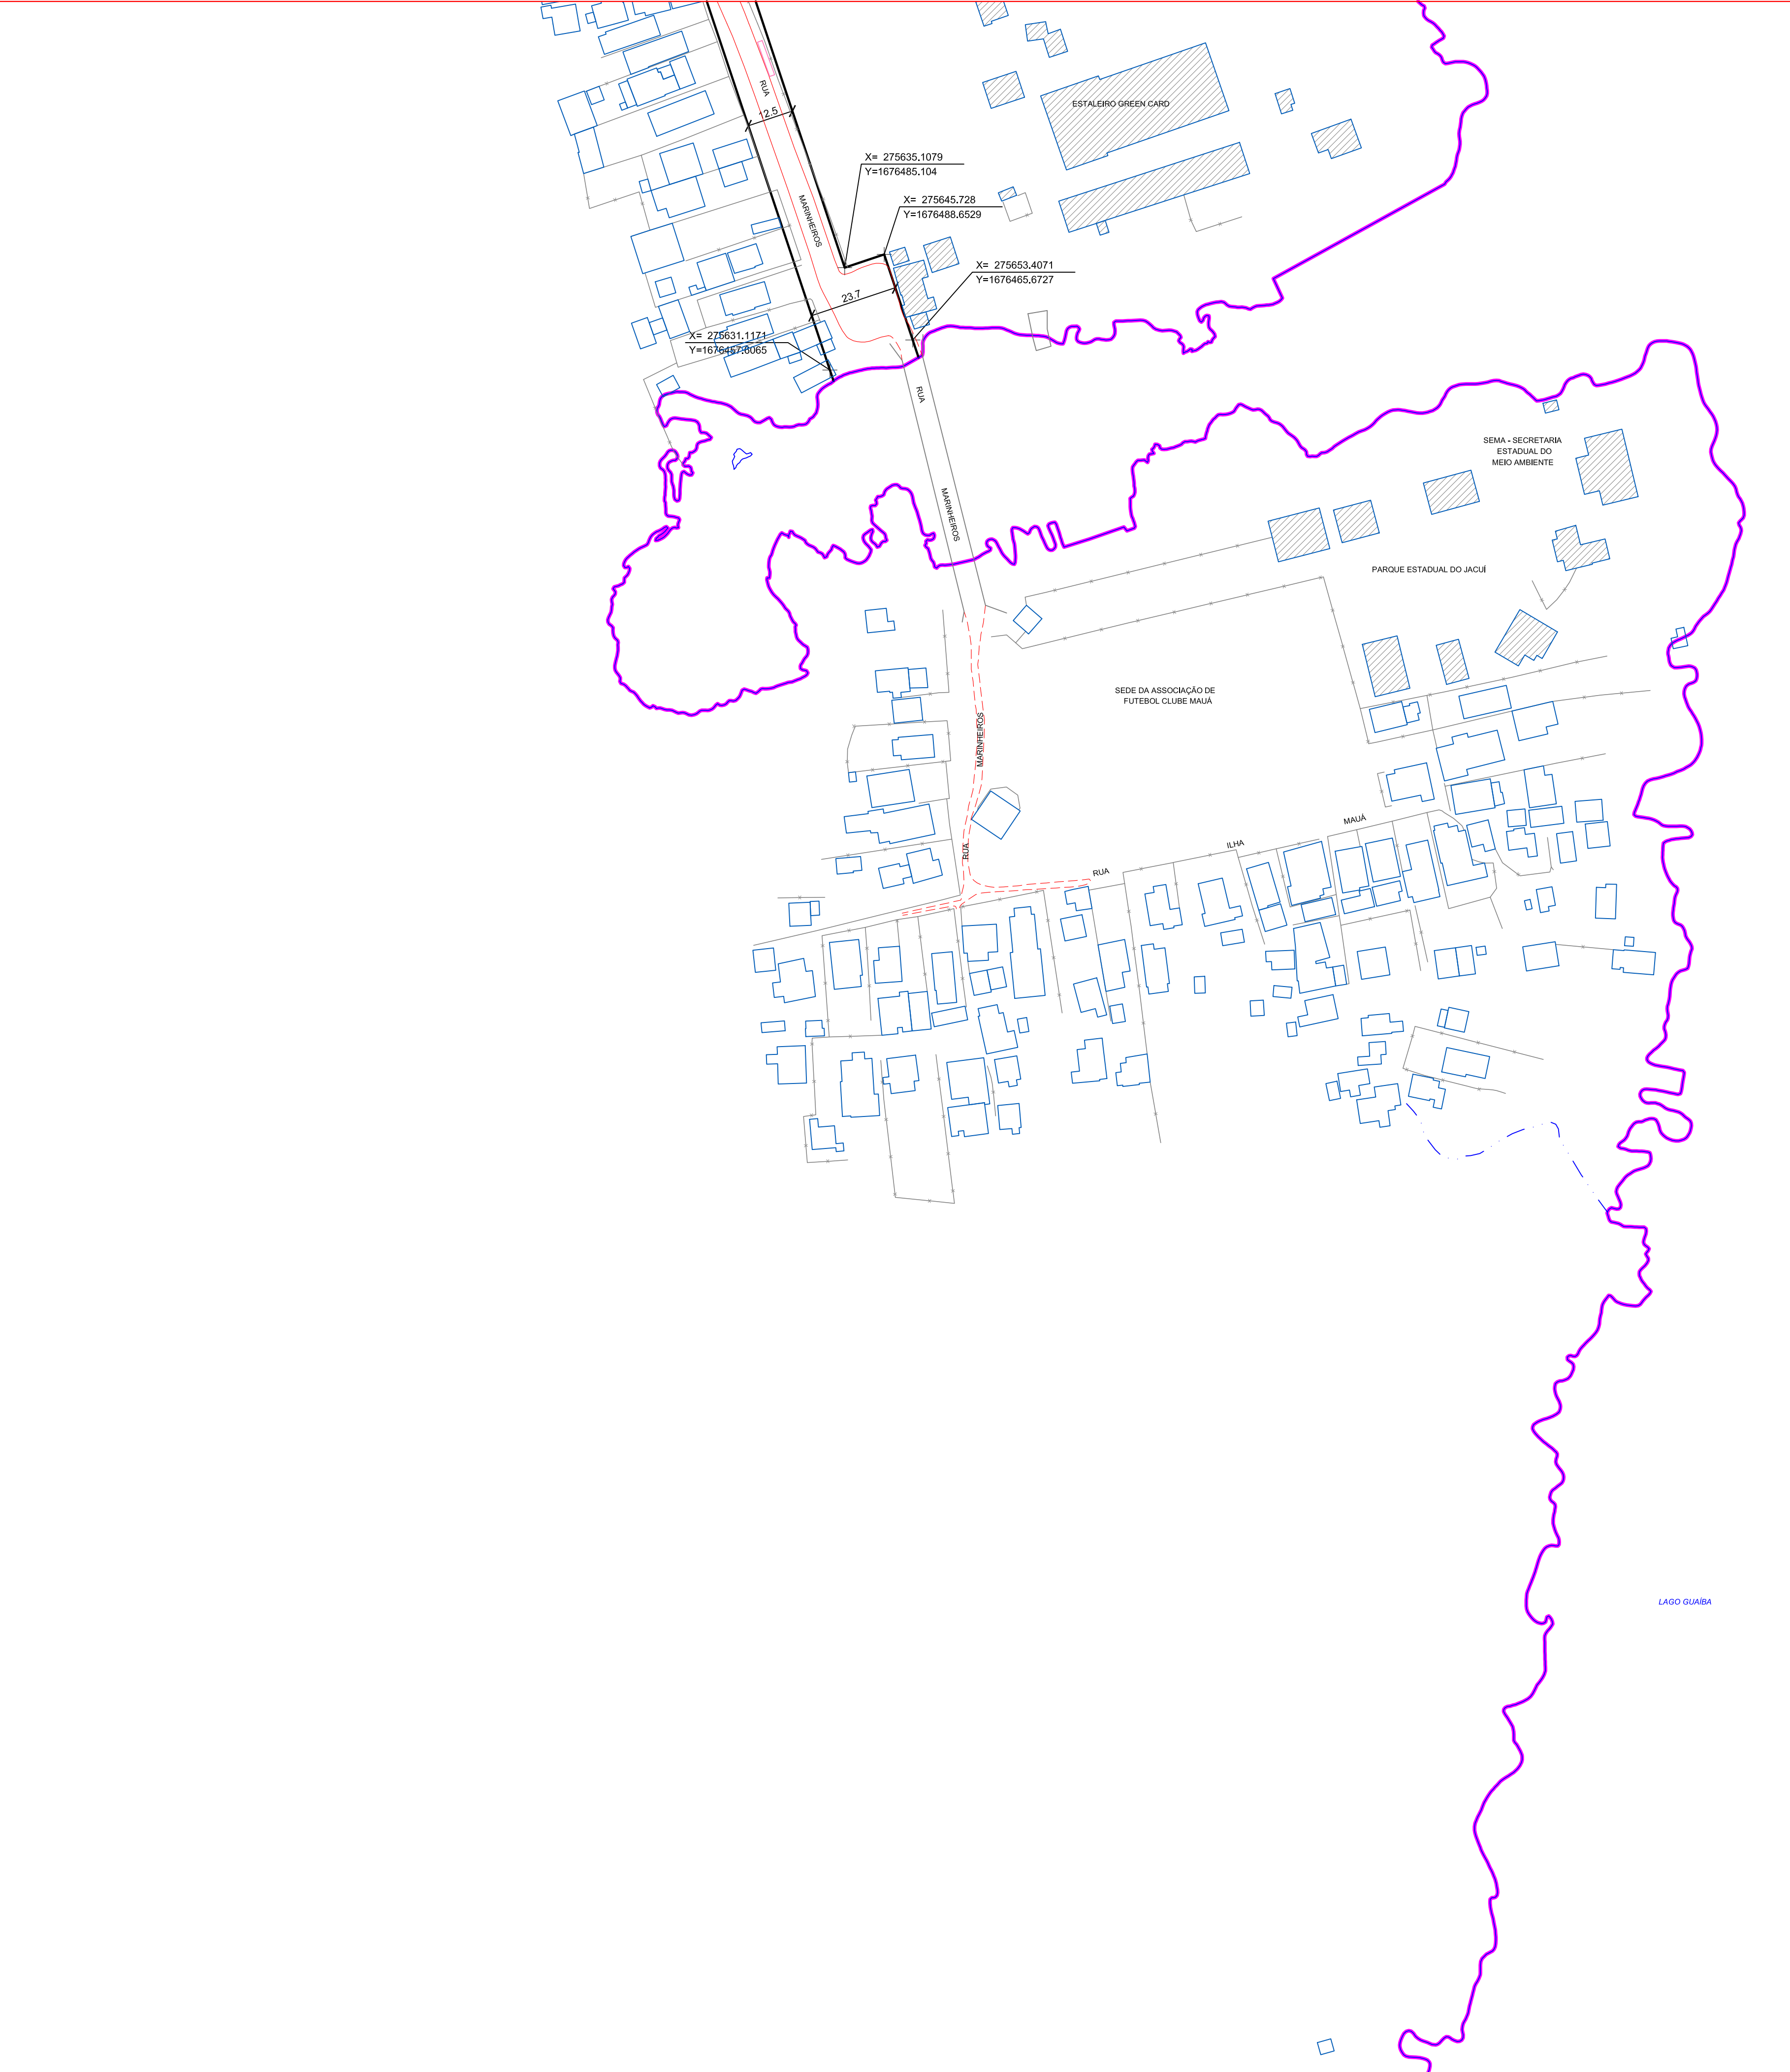 RUA
ESTALEIRO GREEN CARD
12.5
X= 275635.1079
Y=1676485.104
X= 275645.728
Y=1676488.6529
MARINHEIROS
X= 275653.4071
Y=1676465.6727
23.7
X= 275631.1171
Y=1676457.6065
RUA
SEMA - SECRETARIA
ESTADUAL DO
MEIO AMBIENTE
MARINHEIROS
PARQUE ESTADUAL DO JACUÍ
SEDE DA ASSOCIAÇÃO DE
FUTEBOL CLUBE MAUÁ
MARINHEIROS
RUA
RUA
ILHA
MAUÁ
LAGO GUAÍBA